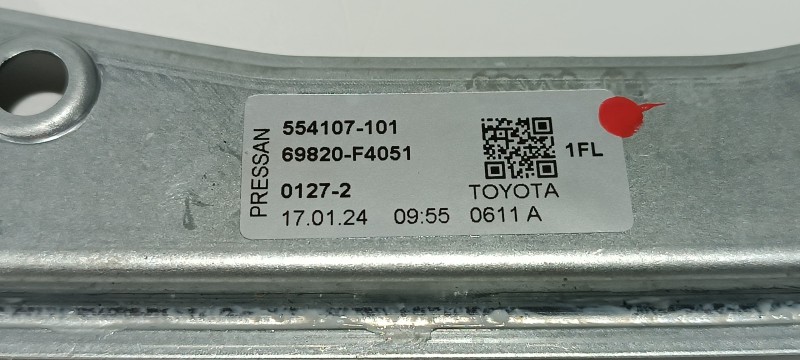 PRESSAN
554107-101
69820-F4051
1FL
0127-2
TOYOTA
17.01.24 09:55 0611 A